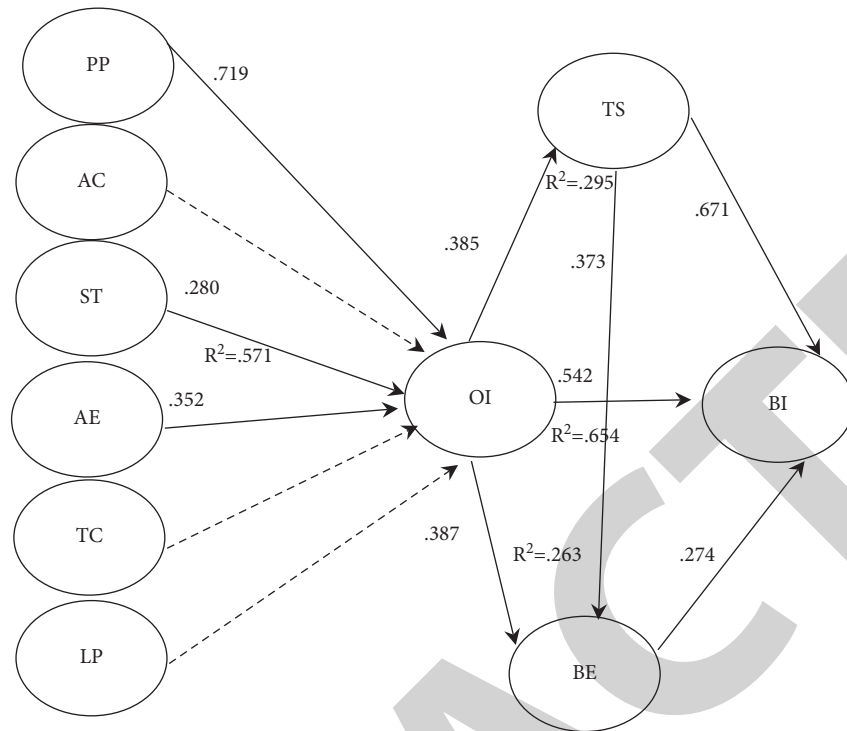 PP
.719
TS
AC
R²=.295
.671
.385
.373
ST
.280
R²=.571
OI
.542
BI
AE
.352
R²=.654
TC
.387
R²=.263
.274
LP
BE